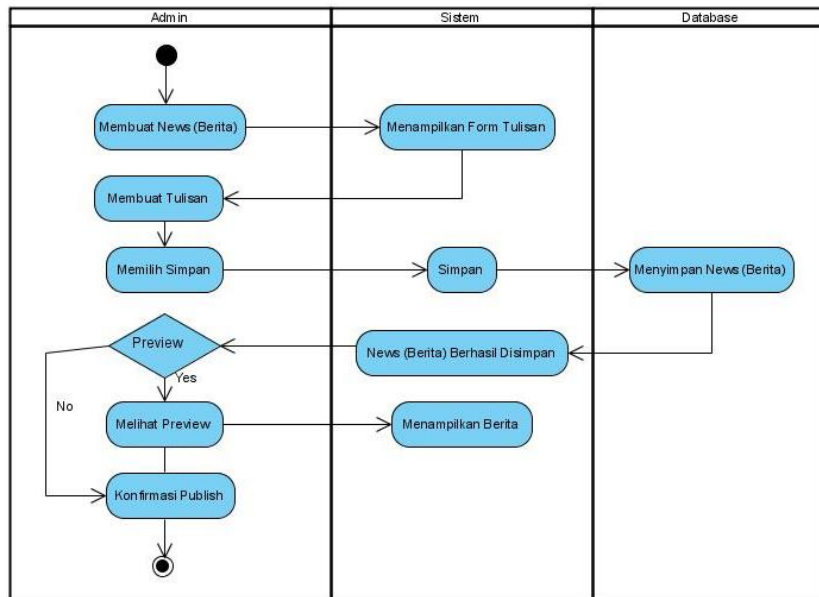 Admin
Sistem
Database
Membuat News (Berita)
Menampilkan Form Tulisan
Membuat Tulisan
Memilih Simpan
Simpan
Menyimpan News (Berita)
Preview
News (Berita) Berhasil Disimpan
Yes
No
Melihat Preview
Menampilkan Berita
Konfirmasi Publish